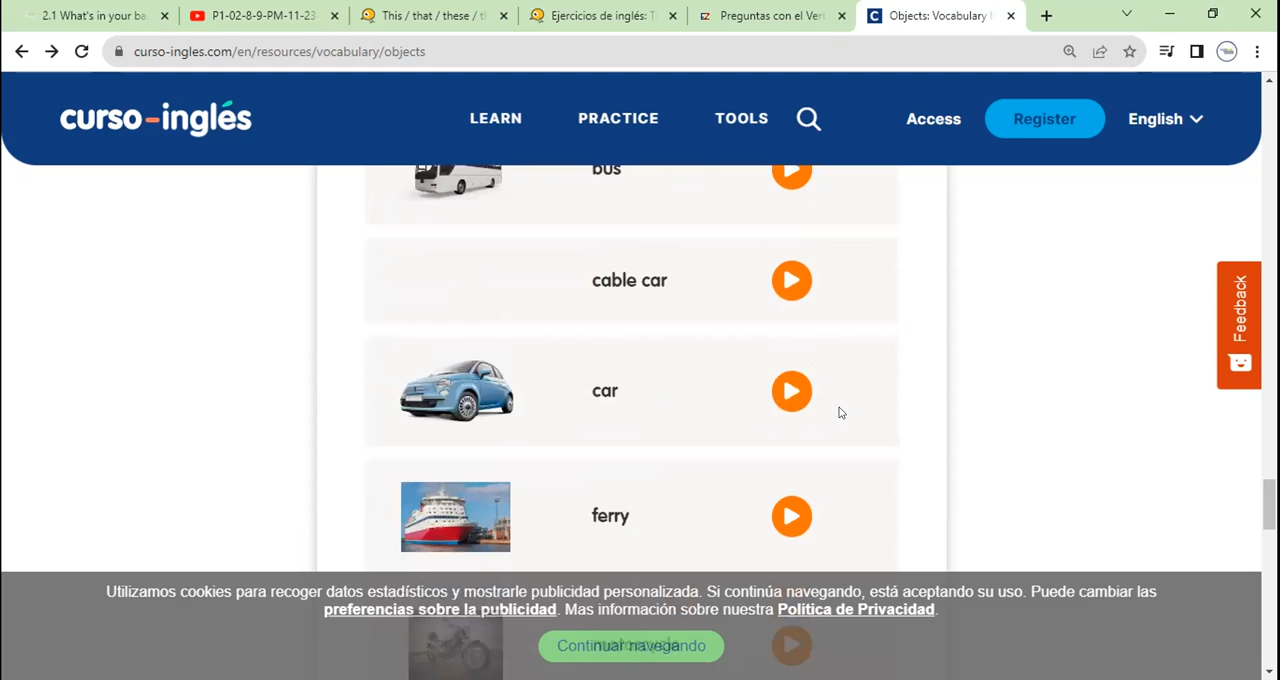 2.1 What's in your ba
P1-02-8-9-PM-11-23
This / that / these / t
Ejercicios de inglés: T
Preguntas con el Ver
Objects: Vocabulary I
curso-ingles.com/en/resources/vocabulary/objects
curso-inglés
LEARN
PRACTICE
TOOLS
Access
Register
English
bus
cable car
car
ferry
Feedback
Utilizamos cookies para recoger datos estadísticos y mostrarle publicidad personalizada. Si continúa navegando, está aceptando su uso. Puede cambiar las
preferencias sobre la publicidad. Mas información sobre nuestra Política de Privacidad.
Continuar navegando